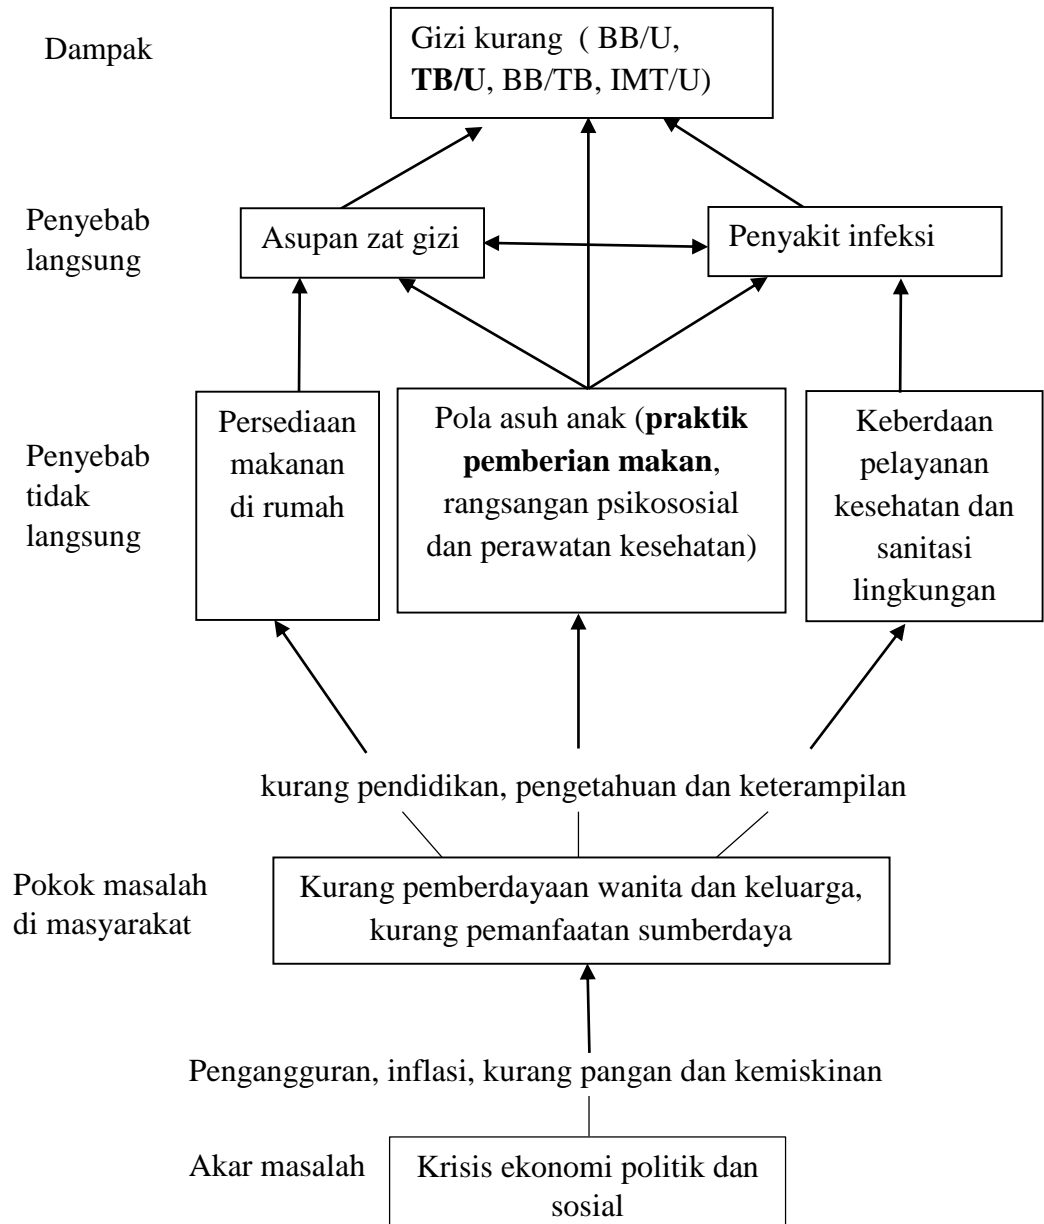 Dampak
Gizi kurang ( BB/U,
TB/U, BB/TB, IMT/U)
Penyebab
langsung
Asupan zat gizi
Penyakit infeksi
Penyebab
tidak
langsung
Persediaan
makanan
di rumah
Pola asuh anak (praktik
pemberian makan,
rangsangan psikososial
dan perawatan kesehatan)
Keberdaan
pelayanan
kesehatan dan
sanitasi
lingkungan
kurang pendidikan, pengetahuan dan keterampilan
Pokok masalah
di masyarakat
Kurang pemberdayaan wanita dan keluarga,
kurang pemanfaatan sumberdaya
Pengangguran, inflasi, kurang pangan dan kemiskinan
Akar masalah
Krisis ekonomi politik dan
sosial